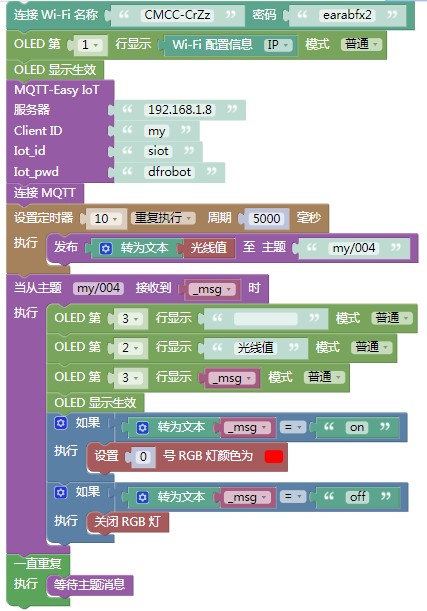 连接 Wi-Fi 名称 “ CMCC-CrZz ” 密码 “ earabfx2 ”
OLED 第 1 行显示 Wi-Fi 配置信息 IP 模式 普通
OLED 显示生效
MQTT-Easy IoT
服务器 “ 192.168.1.8 ”
Client ID “ my ”
Iot_id “ siot ”
Iot_pwd “ dfrobot ”
连接 MQTT
设置定时器 10 重复执行 周期 5000 毫秒
执行 发布 转为文本 光线值 至 主题 “ my/004 ”
当从主题 my/004 接收到 _msg 时
执行 OLED 第 3 行显示 “ ” 模式 普通
OLED 第 2 行显示 “ 光线值 ” 模式 普通
OLED 第 3 行显示 _msg 模式 普通
OLED 显示生效
如果 转为文本 _msg = “ on ”
执行 设置 0 号 RGB 灯颜色为
如果 转为文本 _msg = “ off ”
执行 关闭 RGB 灯
一直重复
执行 等待主题消息